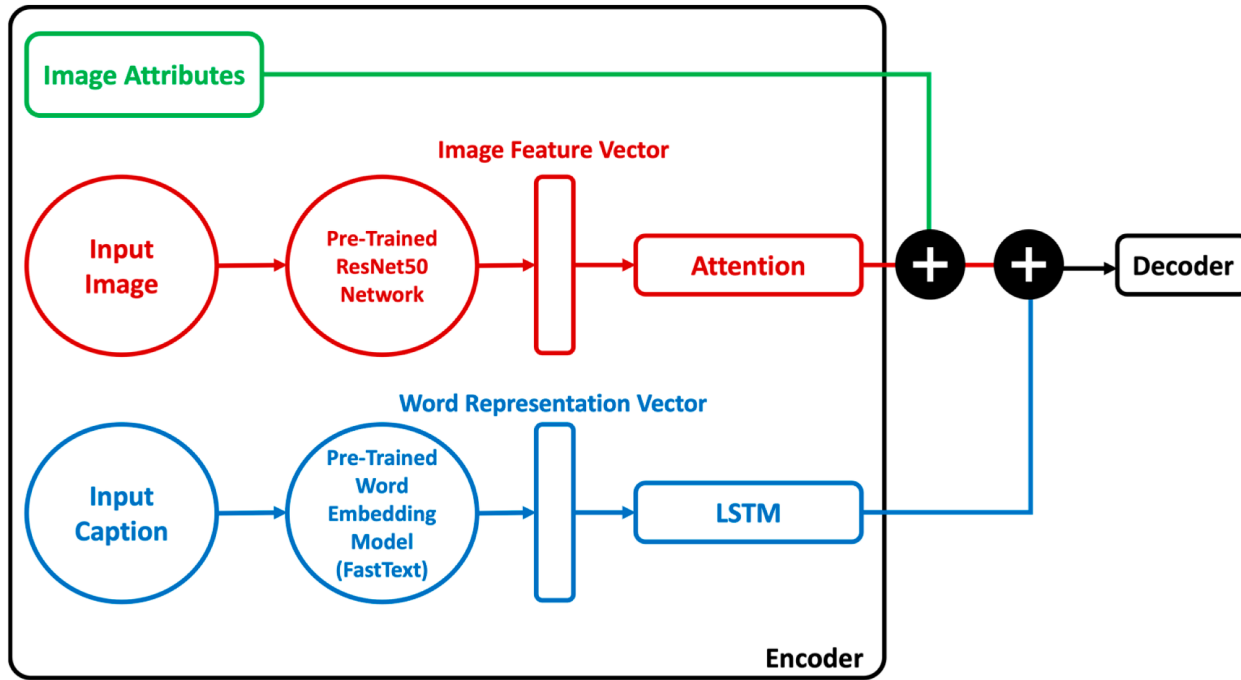 Image Attributes
Image Feature Vector
Input
Image
Pre-Trained
ResNet50
Network
Attention
+
+
Decoder
Word Representation Vector
Input
Caption
Pre-Trained
Word
Embedding
Model
(FastText)
LSTM
Encoder